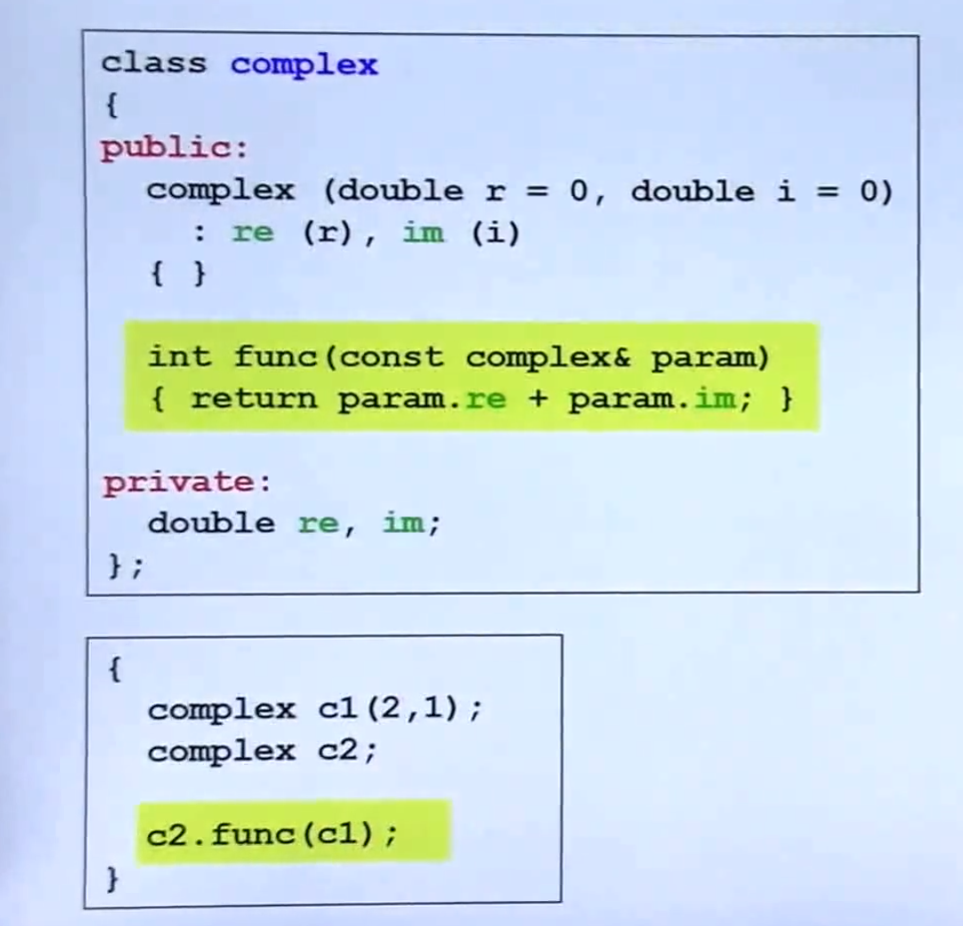 class complex
{
public:
  complex (double r = 0, double i = 0)
    : re (r), im (i)
  { }
  int func(const complex& param)
  { return param.re + param.im; }
private:
  double re, im;
};
{
  complex c1(2,1);
  complex c2;
  c2.func(c1);
}